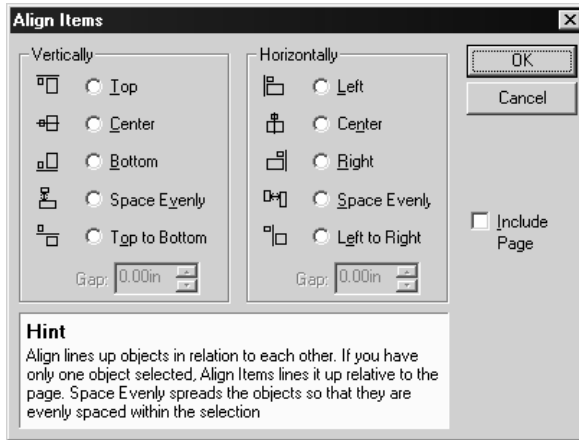 Align Items
Vertically
Top
Center
Bottom
Space Evenly
Top to Bottom
Gap: 0.00in
Horizontally
Left
Center
Right
Space Evenly
Left to Right
Gap: 0.00in
OK
Cancel
Include
Page
Hint
Align lines up objects in relation to each other. If you have
only one object selected, Align Items lines it up relative to the
page. Space Evenly spreads the objects so that they are
evenly spaced within the selection